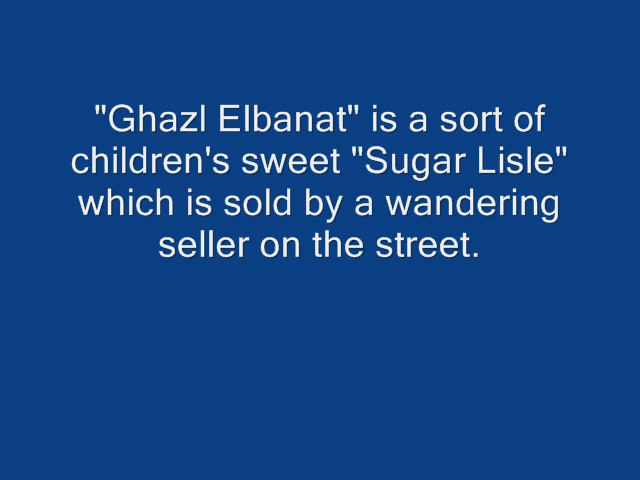 "Ghazl Elbanat" is a sort of
children's sweet "Sugar Lisle"
which is sold by a wandering
seller on the street.